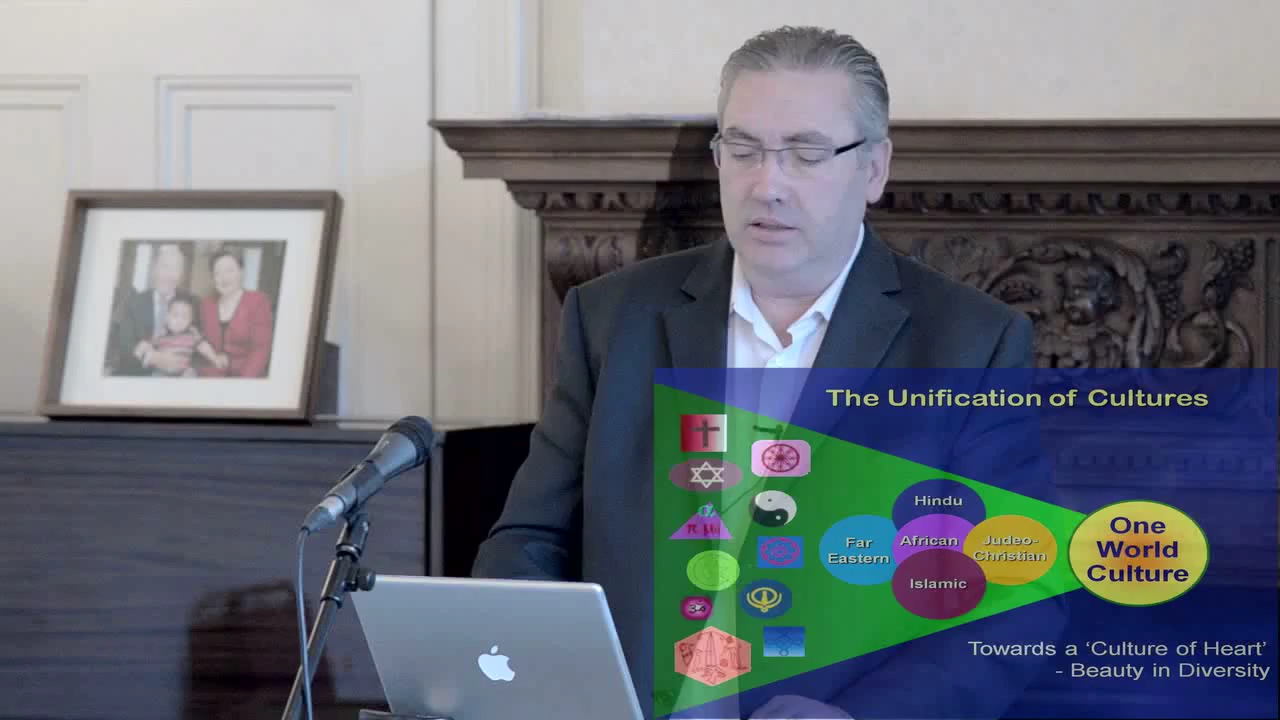 The Unification of Cultures
Hindu
Far
Eastern
African
Judeo-
Christian
Islamic
One
World
Culture
Towards a ‘Culture of Heart’
- Beauty in Diversity